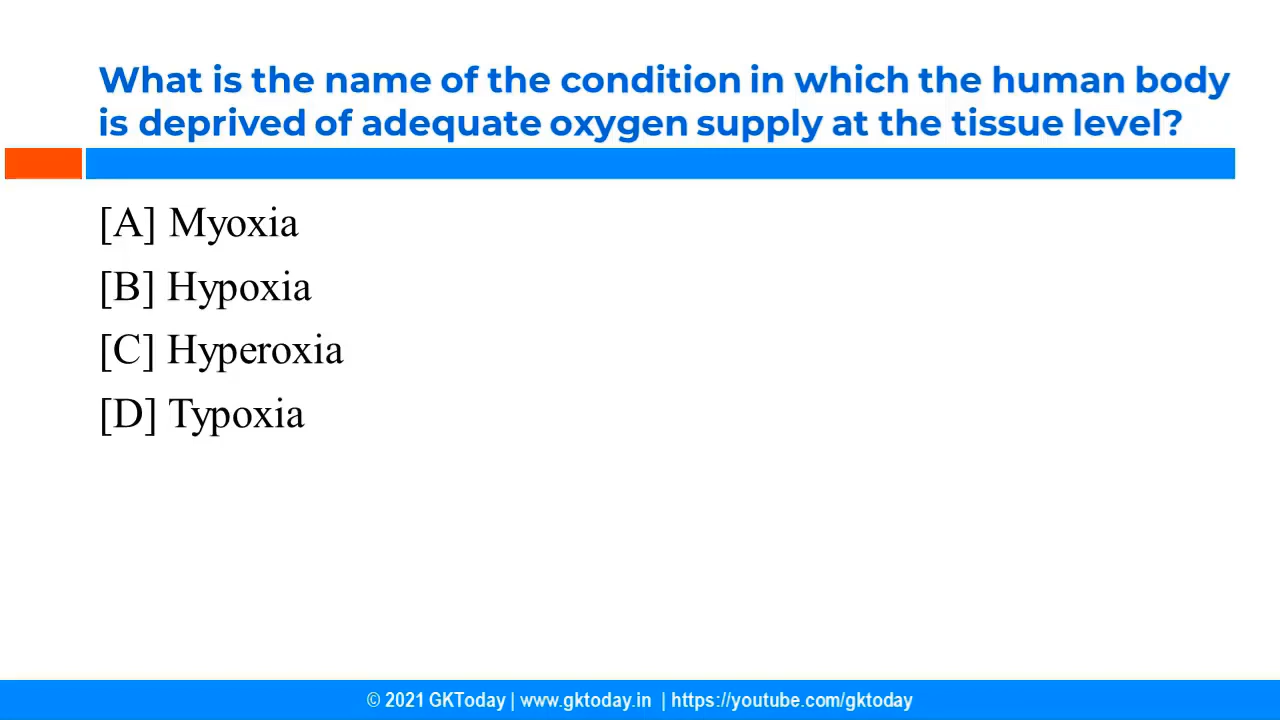 What is the name of the condition in which the human body
is deprived of adequate oxygen supply at the tissue level?
[A] Myoxia
[B] Hypoxia
[C] Hyperoxia
[D] Typoxia
© 2021 GKToday | www.gktoday.in | https://youtube.com/gktoday